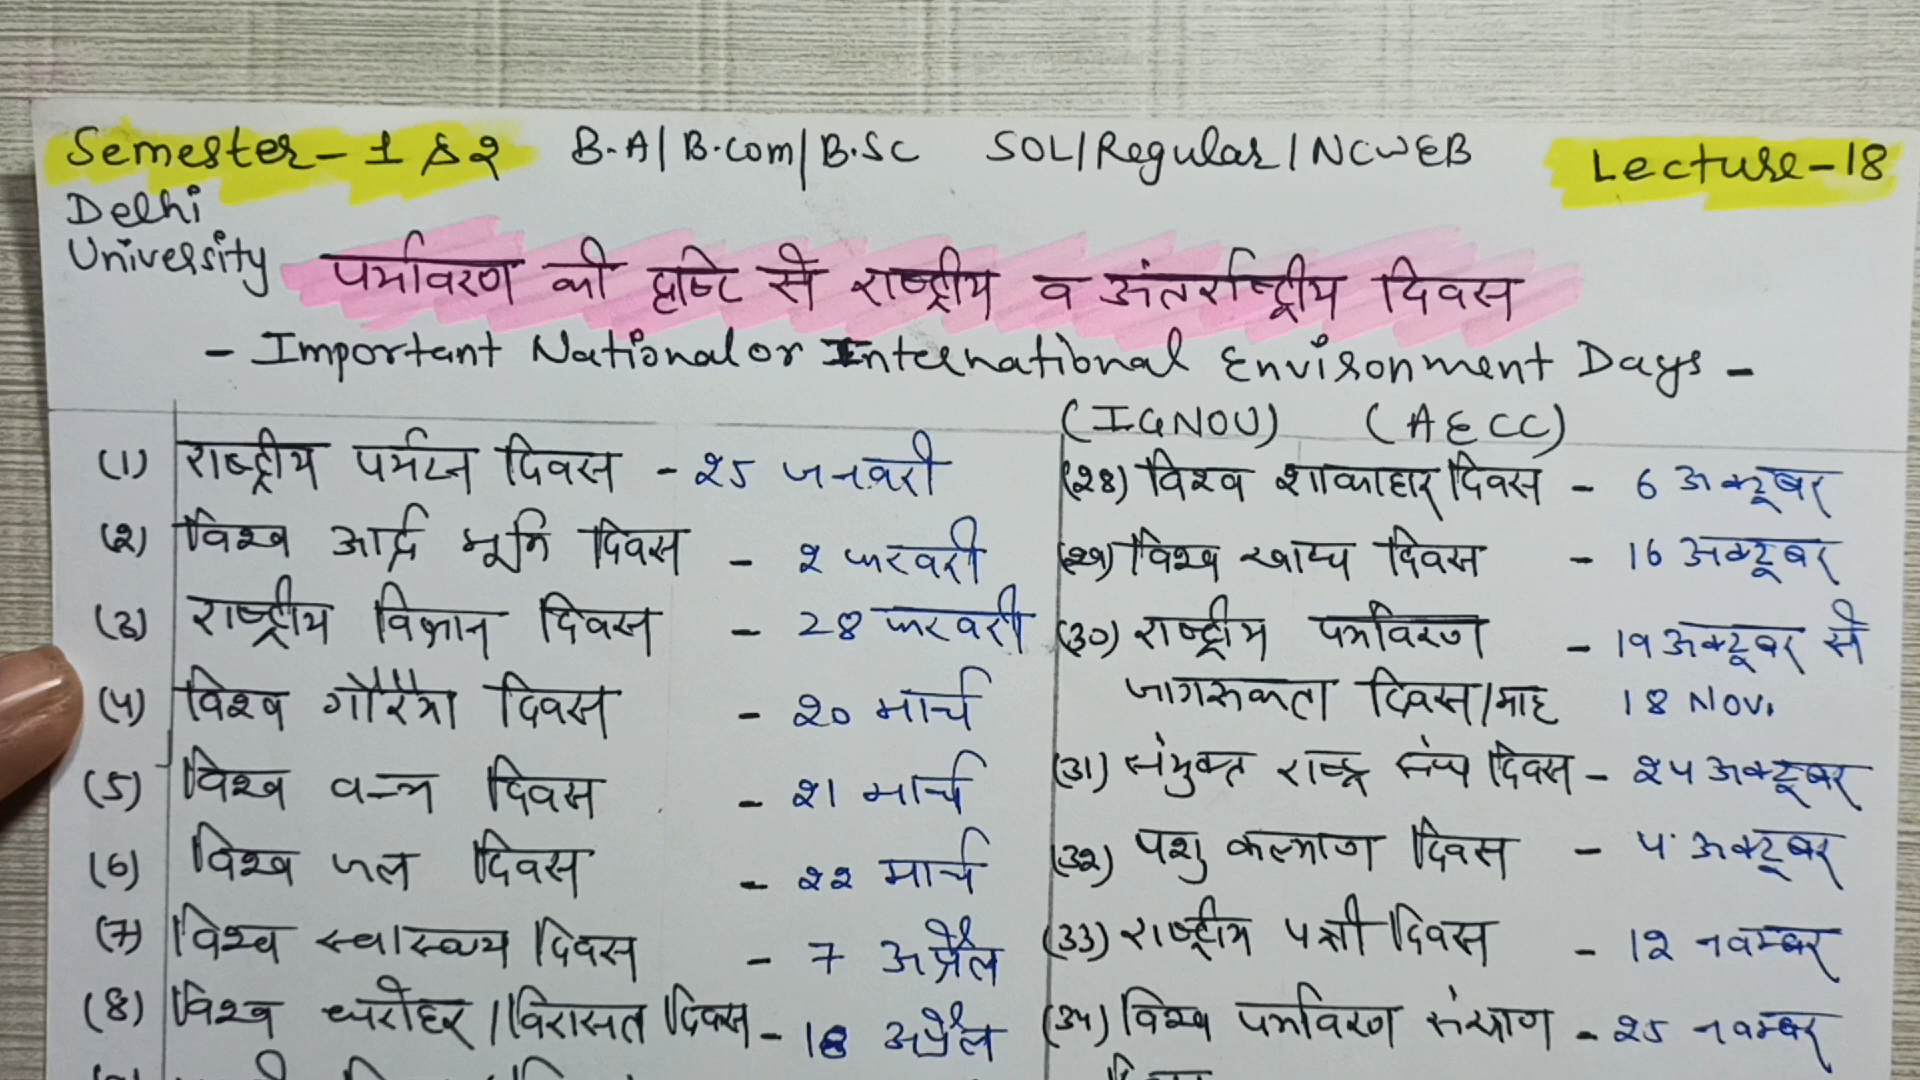 Semester-1 & 2 B.A/B.com/B.Sc SOL/Regular/NCWEB Lecture-18
Delhi
University
पर्यावरण की दृष्टि से राष्ट्रीय व अंतर्राष्ट्रीय दिवस
- Important National or International Environment Days -
(IGNOU) (AECC)
(1) राष्ट्रीय पर्यटन दिवस - 25 जनवरी
(2) विश्व आर्द्र भूमि दिवस - 2 फरवरी
(3) राष्ट्रीय विज्ञान दिवस - 28 फरवरी
(4) विश्व गौरैया दिवस - 20 मार्च
(5) विश्व वन्य दिवस - 21 मार्च
(6) विश्व जल दिवस - 22 मार्च
(7) विश्व स्वास्थ्य दिवस - 7 अप्रैल
(8) विश्व धरोहर/विरासत दिवस - 18 अप्रैल
(28) विश्व शाकाहार दिवस - 6 अक्टूबर
(29) विश्व खाद्य दिवस - 16 अक्टूबर
(30) राष्ट्रीय पर्यावरण - 19 अक्टूबर से
जागरुकता दिवस/माह 18 Nov.
(31) संयुक्त राष्ट्र संघ दिवस - 24 अक्टूबर
(32) पशु कल्याण दिवस - 4 अक्टूबर
(33) राष्ट्रीय पक्षी दिवस - 12 नवम्बर
(34) विश्व पर्यावरण संरक्षण - 25 नवम्बर